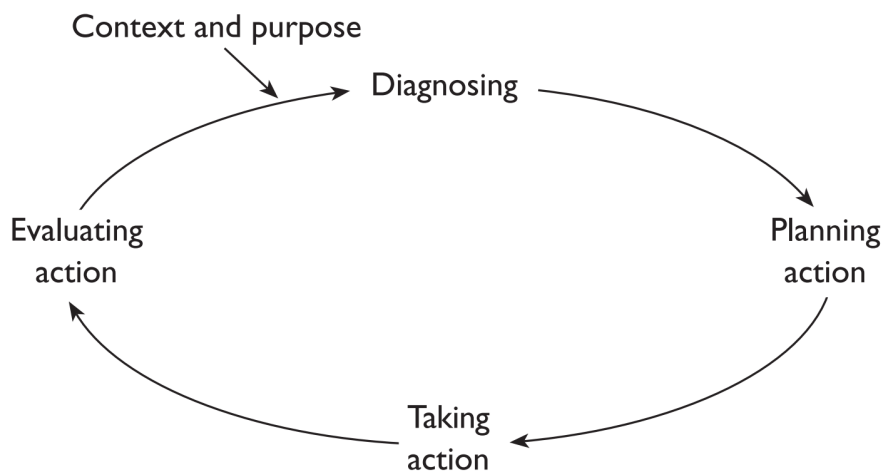 Context and purpose
Diagnosing
Evaluating
action
Planning
action
Taking
action